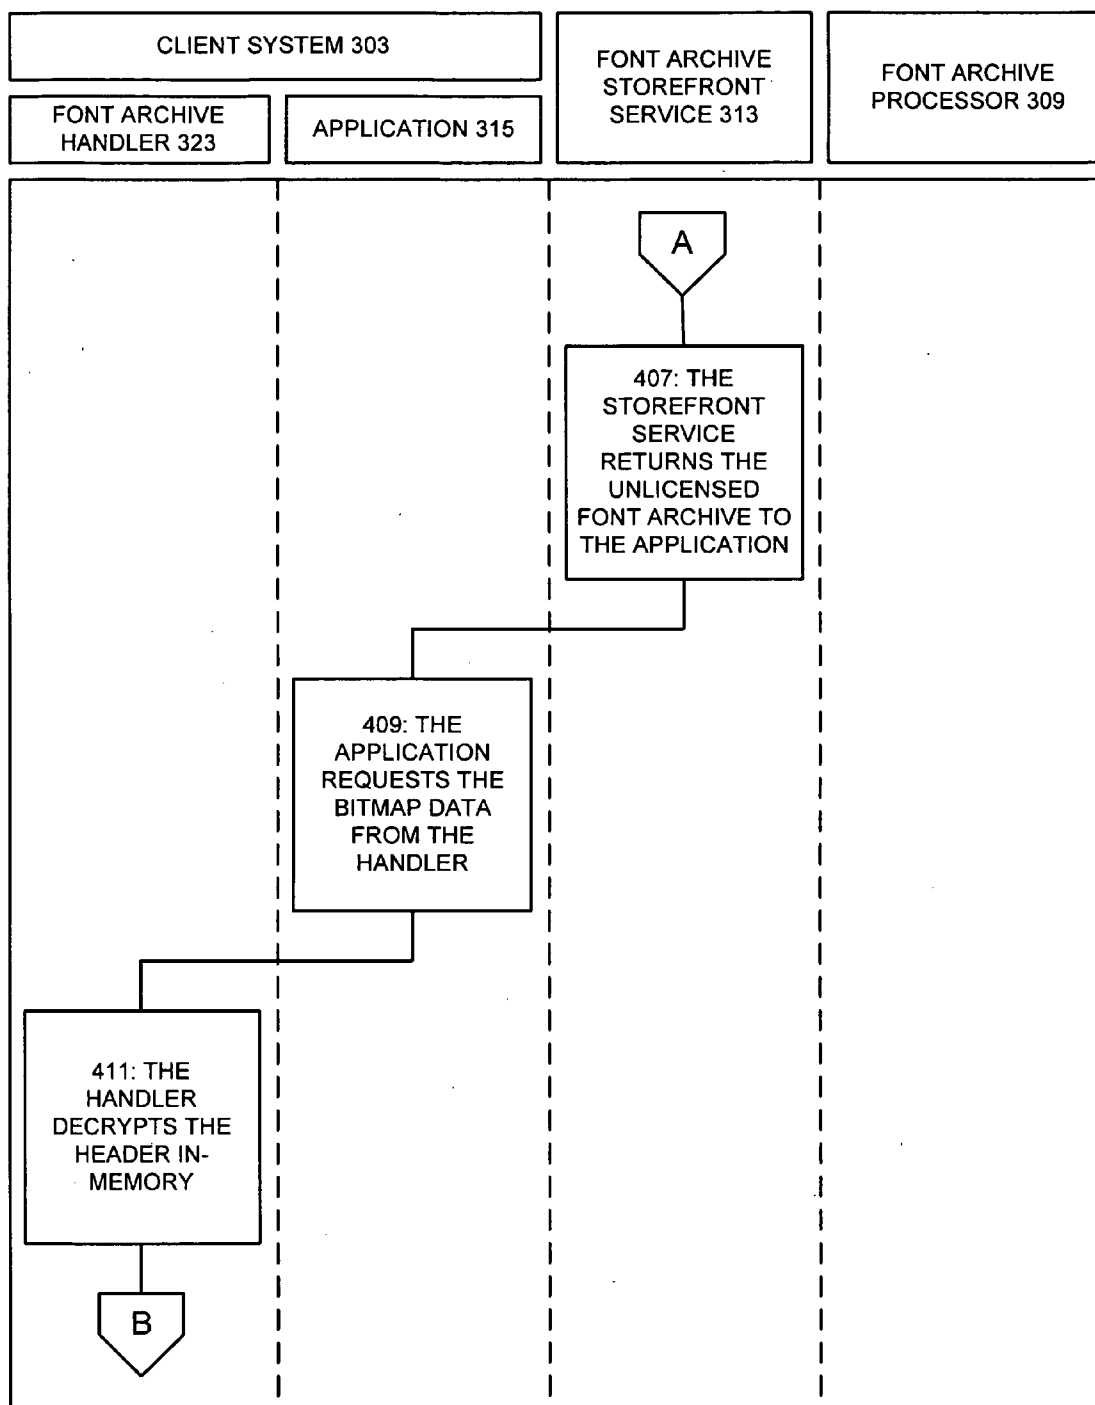 CLIENT SYSTEM 303
FONT ARCHIVE
HANDLER 323
APPLICATION 315
FONT ARCHIVE
STOREFRONT
SERVICE 313
FONT ARCHIVE
PROCESSOR 309
A
407: THE
STOREFRONT
SERVICE
RETURNS THE
UNLICENSED
FONT ARCHIVE TO
THE APPLICATION
409: THE
APPLICATION
REQUESTS THE
BITMAP DATA
FROM THE
HANDLER
411: THE
HANDLER
DECRYPTS THE
HEADER IN-
MEMORY
B